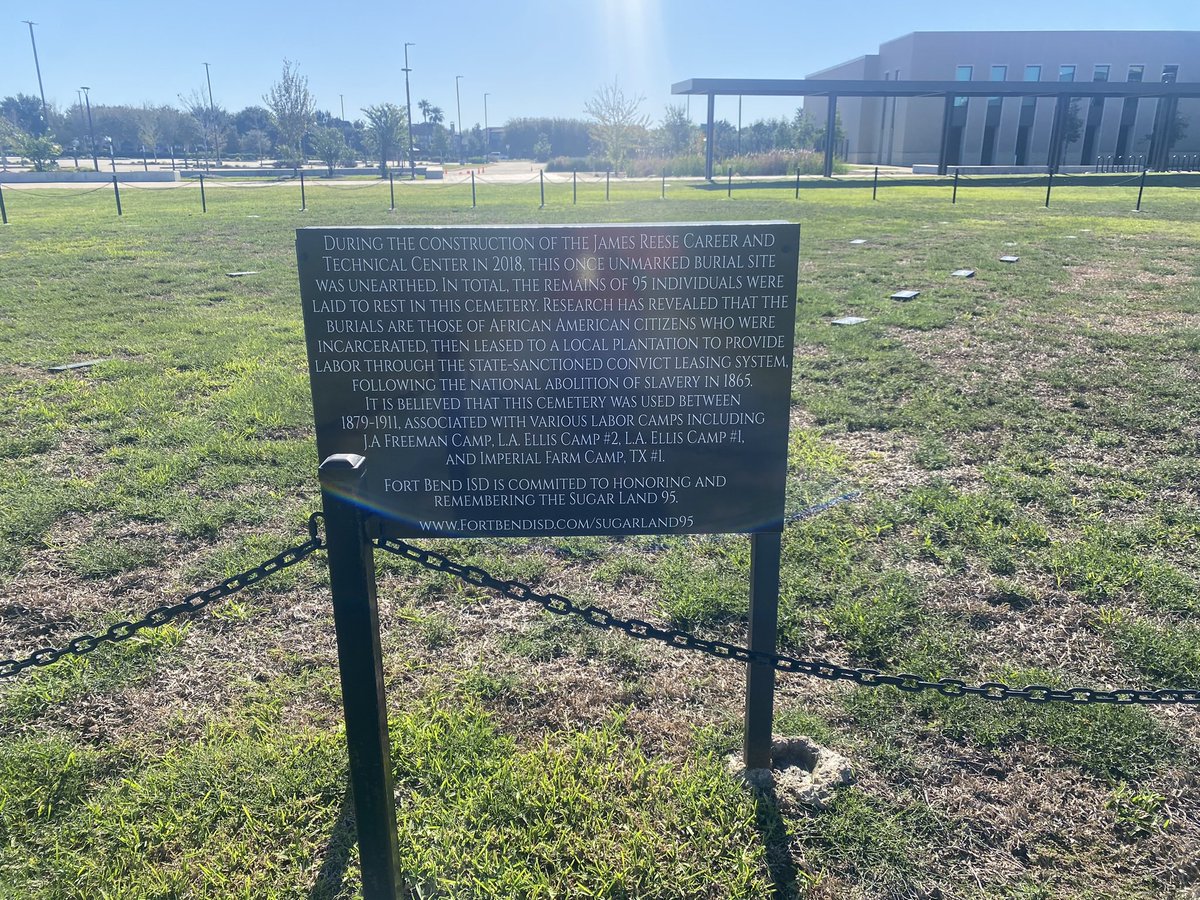 During the construction of the James Reese Career and
Technical Center in 2018, this once unmarked burial site
was unearthed. In total, the remains of 95 individuals were
laid to rest in this cemetery. Research has revealed that the
burials are those of African American citizens who were
incarcerated, then leased to a local plantation to provide
labor through the state-sanctioned convict leasing system,
following the national abolition of slavery in 1865.
It is believed that this cemetery was used between
1879-1911, associated with various labor camps including
J.A Freeman Camp, L.A. Ellis Camp #2, L.A. Ellis Camp #1,
and Imperial Farm Camp, TX #1.
Fort Bend ISD is commited to honoring and
remembering the Sugar Land 95.
www.FortBendISD.com/sugarland95